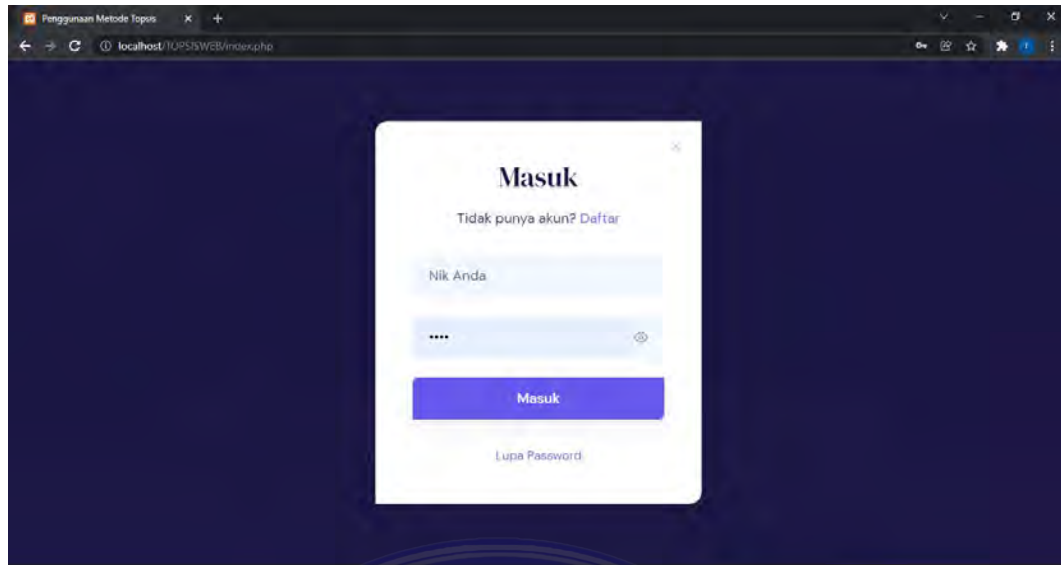 Penggunaan Metode Topsis
localhost/TOPSISWEB/index.php
Masuk
Tidak punya akun? Daftar
Nik Anda
••••
Masuk
Lupa Password